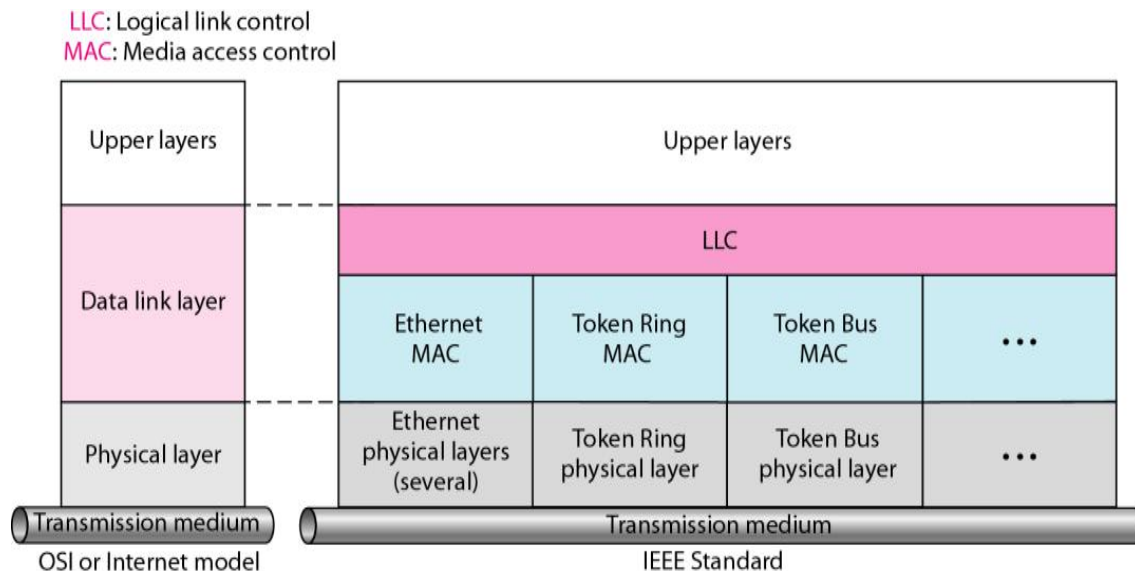 LLC: Logical link control
MAC: Media access control
Upper layers
Upper layers
Data link layer
LLC
Ethernet
MAC
Token Ring
MAC
Token Bus
MAC
•••
Physical layer
Ethernet
physical layers
(several)
Token Ring
physical layer
Token Bus
physical layer
•••
Transmission medium
Transmission medium
OSI or Internet model
IEEE Standard